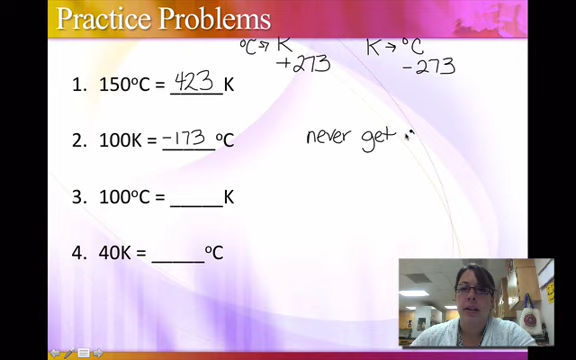 Practice Problems
°C → K K → °C
+273 -273
1. 150°C = 423 K
2. 100K = -173 °C
never get
3. 100°C = _____K
4. 40K = _____°C